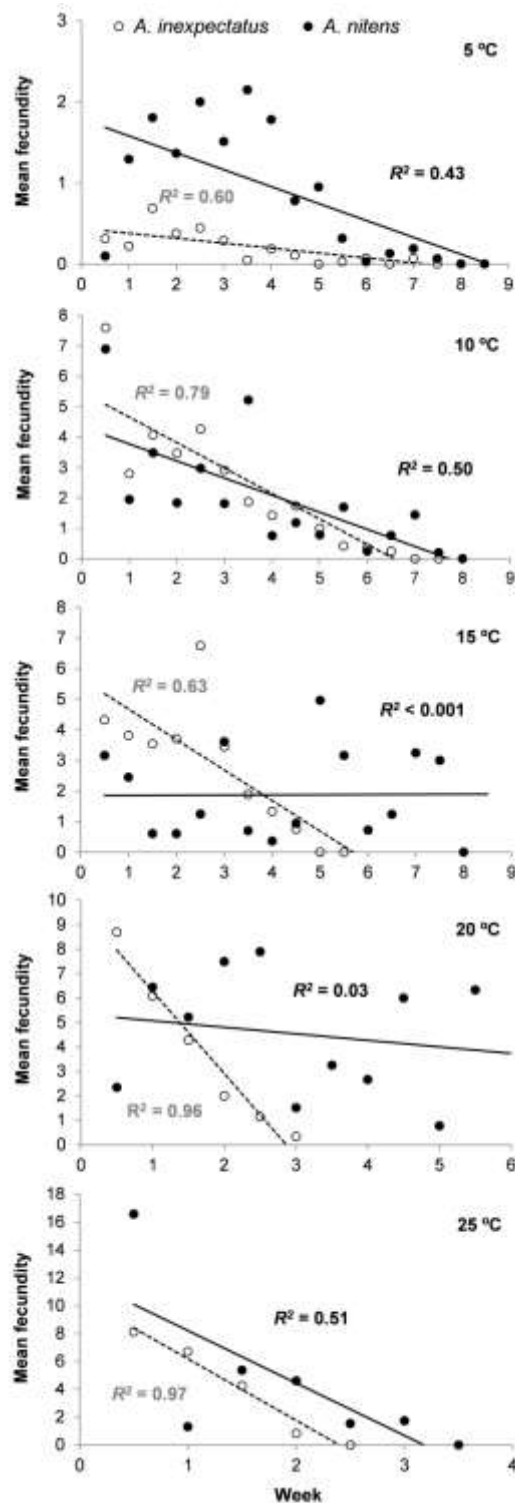 ○ A. inexpectatus ● A. nitens
5 ºC
Mean fecundity
3
2
1
0
R² = 0.60
R² = 0.43
0 1 2 3 4 5 6 7 8 9
10 ºC
Mean fecundity
8
7
6
5
4
3
2
1
0
R² = 0.79
R² = 0.50
0 1 2 3 4 5 6 7 8 9
15 ºC
Mean fecundity
8
7
6
5
4
3
2
1
0
R² = 0.63
R² < 0.001
0 1 2 3 4 5 6 7 8 9
20 ºC
Mean fecundity
10
9
8
7
6
5
4
3
2
1
0
R² = 0.03
R² = 0.96
0 1 2 3 4 5 6
25 ºC
Mean fecundity
18
16
14
12
10
8
6
4
2
0
R² = 0.51
R² = 0.97
0 1 2 3 4
Week